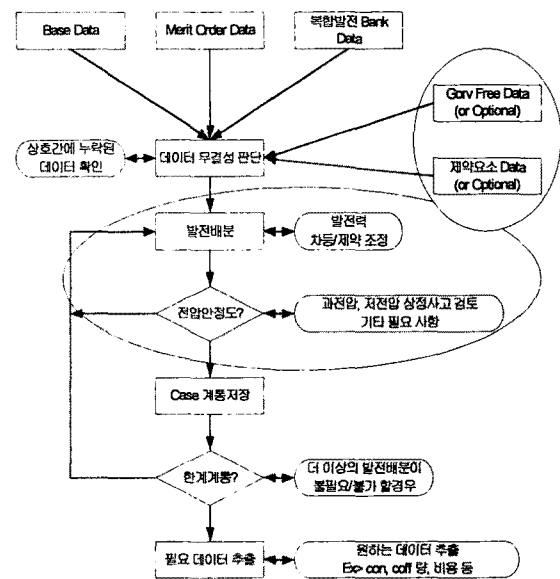 Base Data
Merit Order Data
복합발전 Bank
Data
Gorv Free Data
(or Optional)
상호간에 누락된
데이터 확인
데이터 무결성 판단
제약요소 Data
(or Optional)
발전배분
발전력
차등/제약 조정
전압안정도?
과전압, 저전압 상정사고 검토
기타 필요 사항
Case 계통저장
한계계통?
더 이상의 발전배분이
불필요/불가 할경우
필요 데이터 추출
원하는 데이터 추출
Ex> con, coff 량, 비용 등